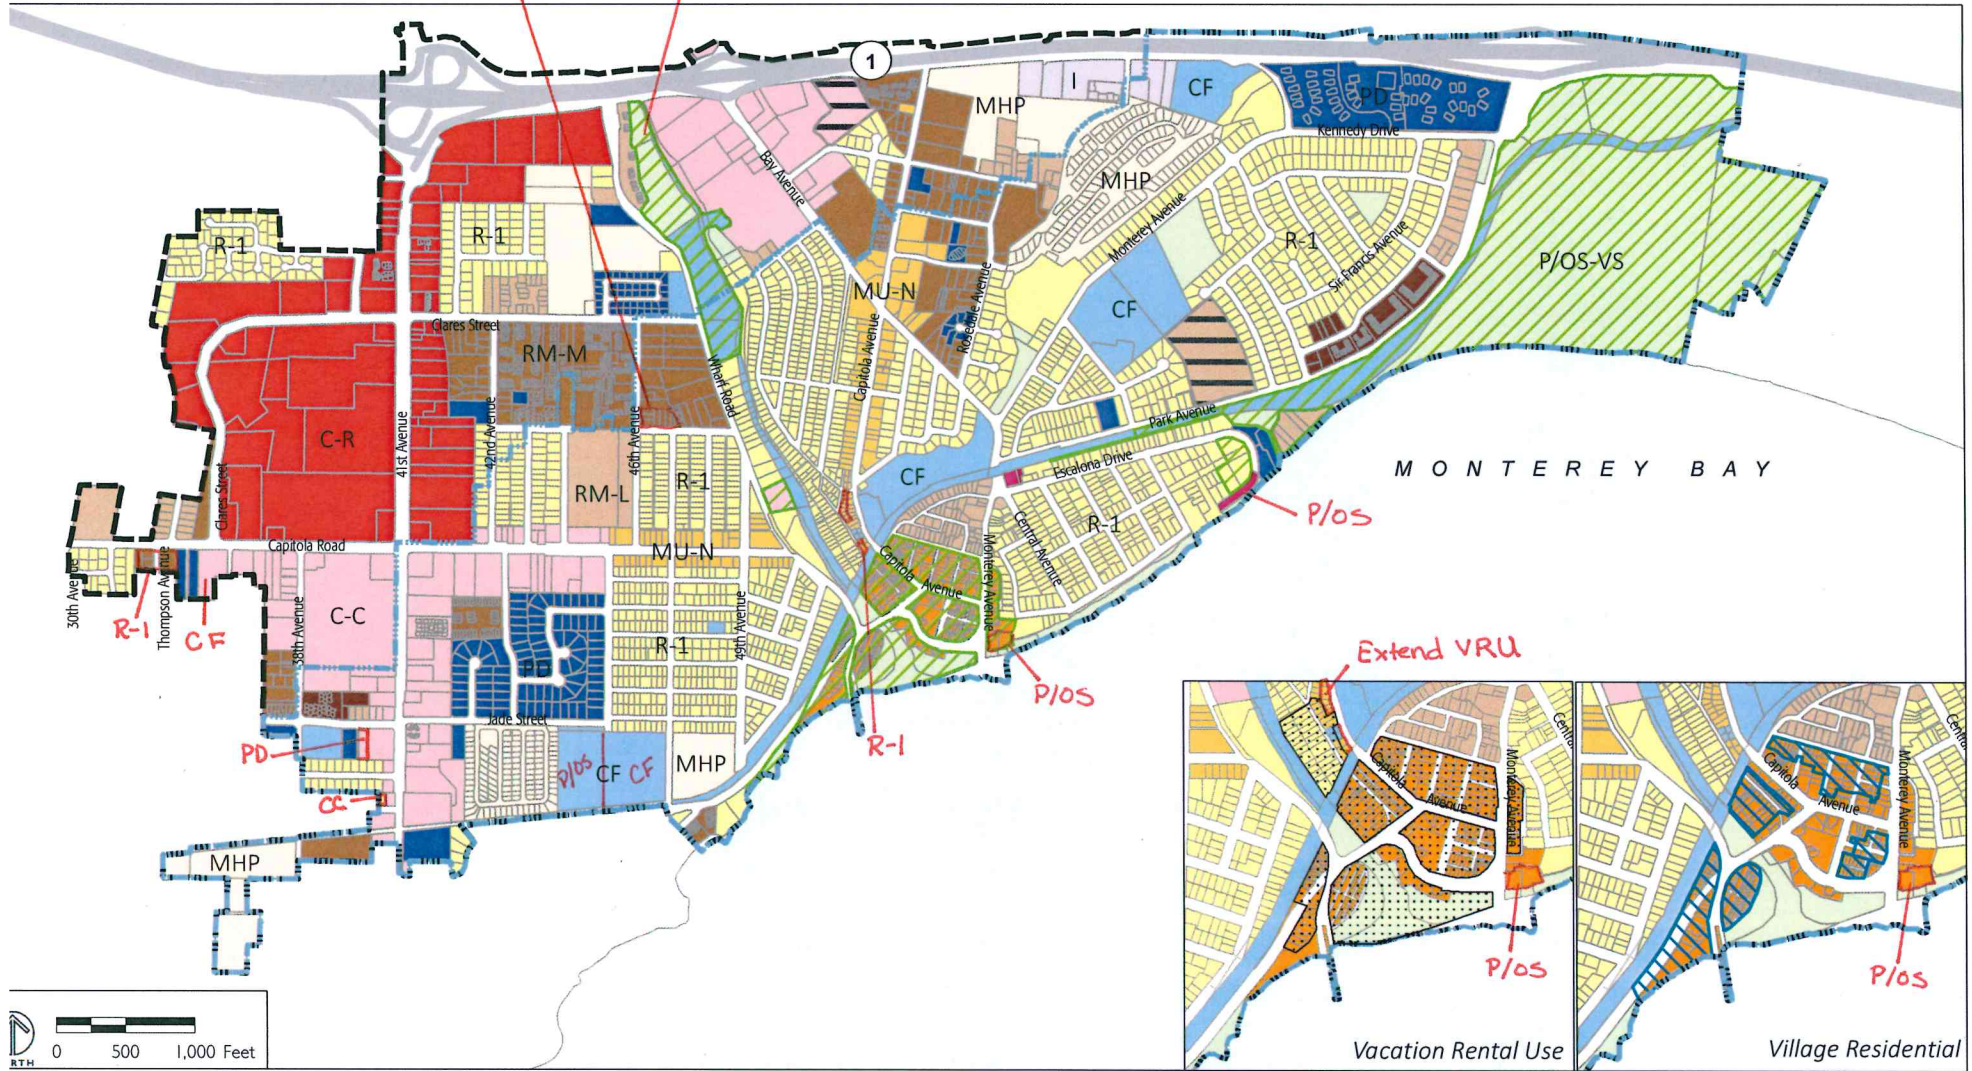 1
I
CF
MHP
PD
Kennedy Drive
Bay Avenue
MHP
Monterey Avenue
R-1
R-1
R-1
Sir Francis Avenue
P/OS-VS
MU-N
CF
Rosedale Avenue
Clares Street
RM-M
Capitola Avenue
Wharf Road
C-R
41st Avenue
42nd Avenue
46th Avenue
Park Avenue
Escalona Drive
MONTEREY BAY
Clares Street
RM-L
R-1
CF
P/OS
R-1
Central Avenue
Capitola Road
MU-N
Capitola Avenue
Monterey Avenue
30th Avenue
R-1
Thompson Avenue
CF
38th Avenue
C-C
PD
R-1
49th Avenue
P/OS
Extend VRU
Jade Street
PD
P/OS
CF
CF
MHP
R-1
CC
MHP
Capitola Avenue
Monterey Avenue
Central
P/OS
Vacation Rental Use
Capitola Avenue
Monterey Avenue
Central
P/OS
Village Residential
RTH
0 500 1,000 Feet